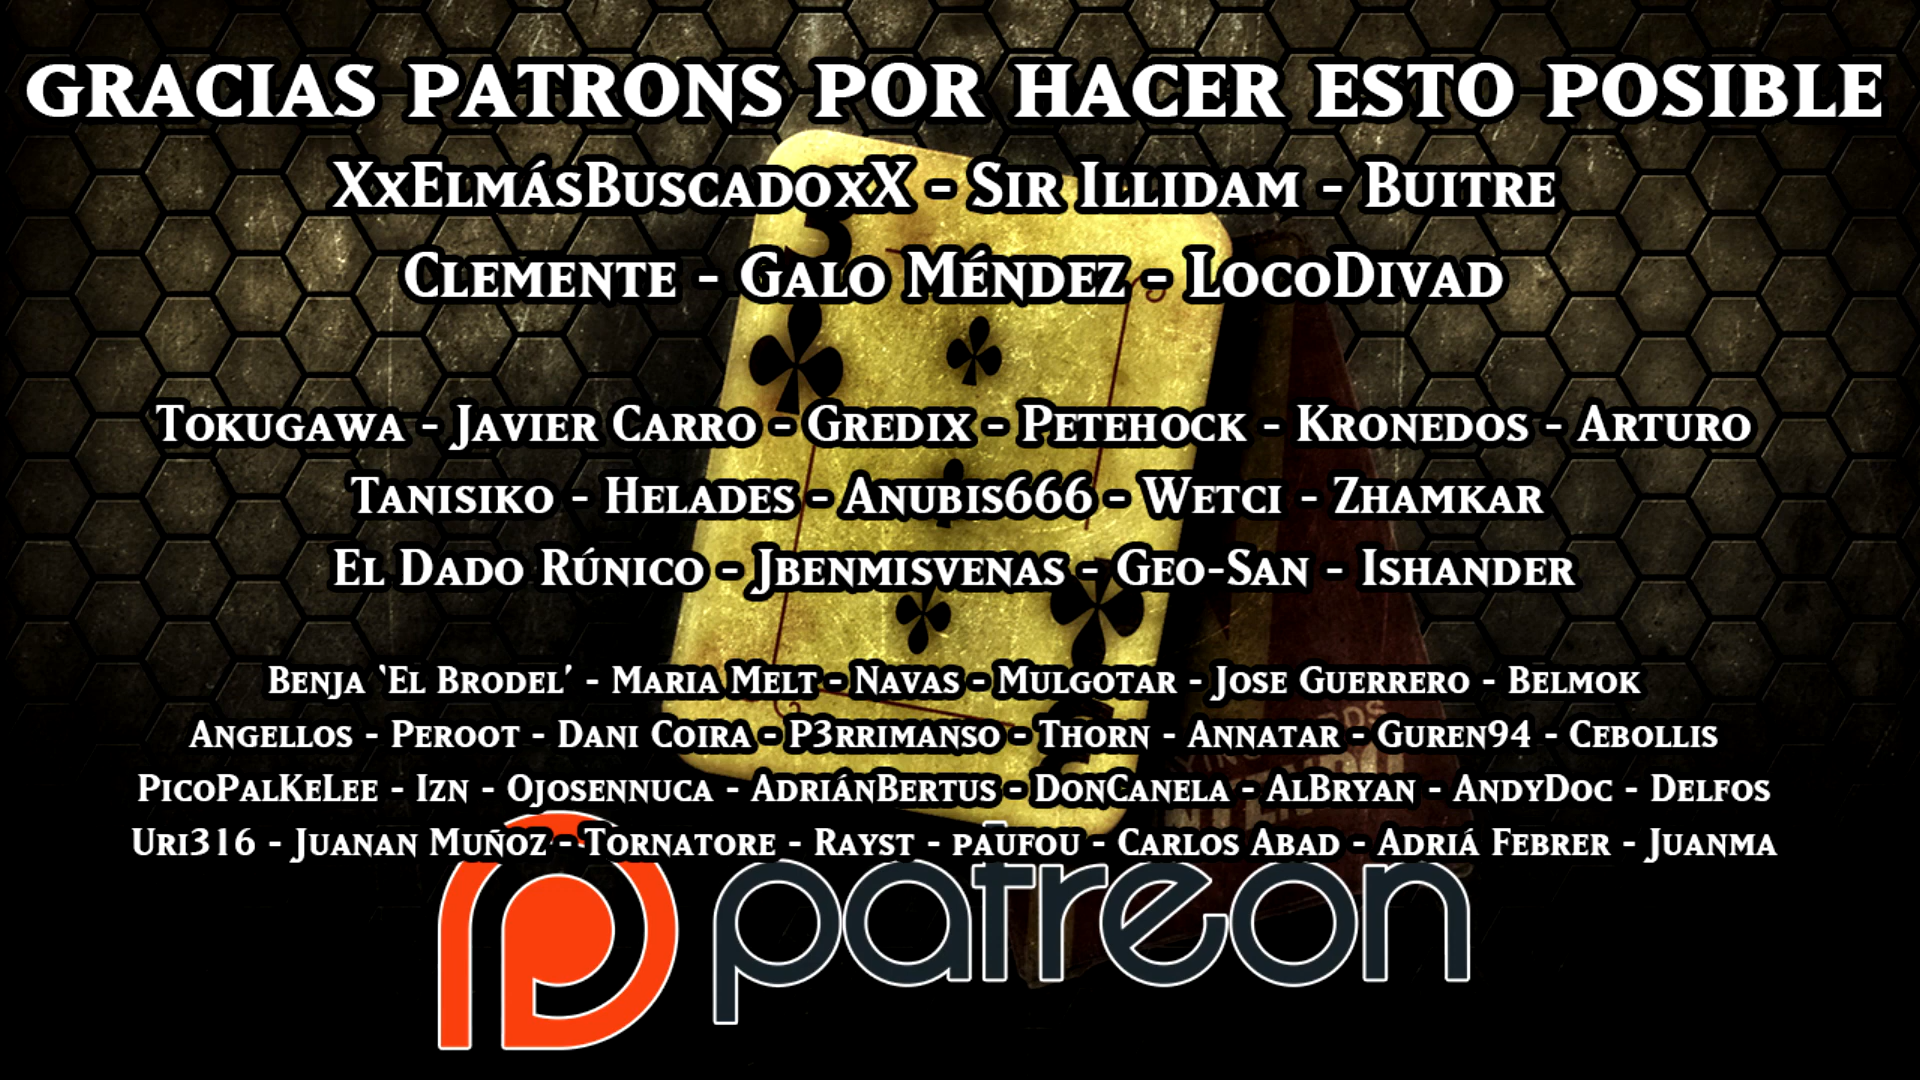 GRACIAS PATRONS POR HACER ESTO POSIBLE
XxElmásBuscadoxX - Sir Illidam - Buitre
Clemente - Galo Méndez - LocoDivad
Tokugawa - Javier Carro - Gredix - Petehock - Kronedos - Arturo
Tanisiko - Helades - Anubis666 - Wetci - Zhamkar
El Dado Rúnico - Jbenmisvenas - Geo-San - Ishander
Benja 'El Brodel' - Maria Melt - Navas - Mulgotar - Jose Guerrero - Belmok
Angellos - Peroot - Dani Coira - P3rrimanso - Thorn - Annatar - Guren94 - Cebollis
PicoPalKeLee - Izn - Ojosennuca - AdriánBertus - DonCanela - AlBryan - AndyDoc - Delfos
Uri316 - Juanan Muñoz - Tornatore - Rayst - paufou - Carlos Abad - Adriá Febrer - Juanma
patreon